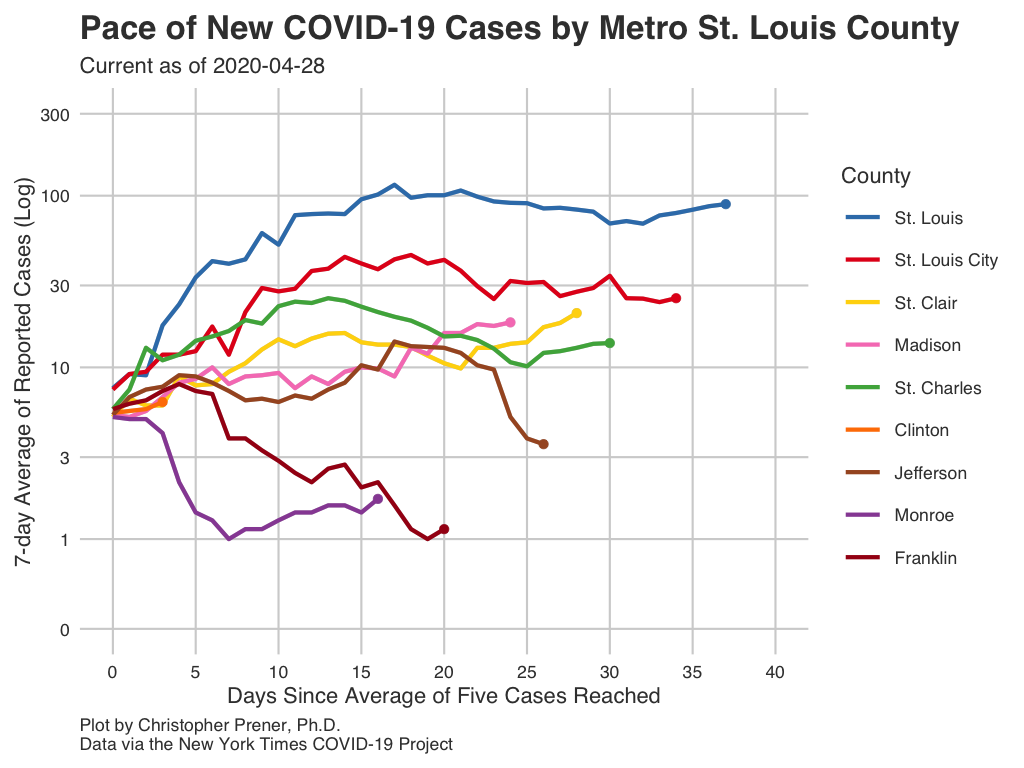 Pace of New COVID-19 Cases by Metro St. Louis County
Current as of 2020-04-28
7-day Average of Reported Cases (Log)
300
100
30
10
3
1
0
0 5 10 15 20 25 30 35 40
Days Since Average of Five Cases Reached
County
St. Louis
St. Louis City
St. Clair
Madison
St. Charles
Clinton
Jefferson
Monroe
Franklin
Plot by Christopher Prener, Ph.D.
Data via the New York Times COVID-19 Project